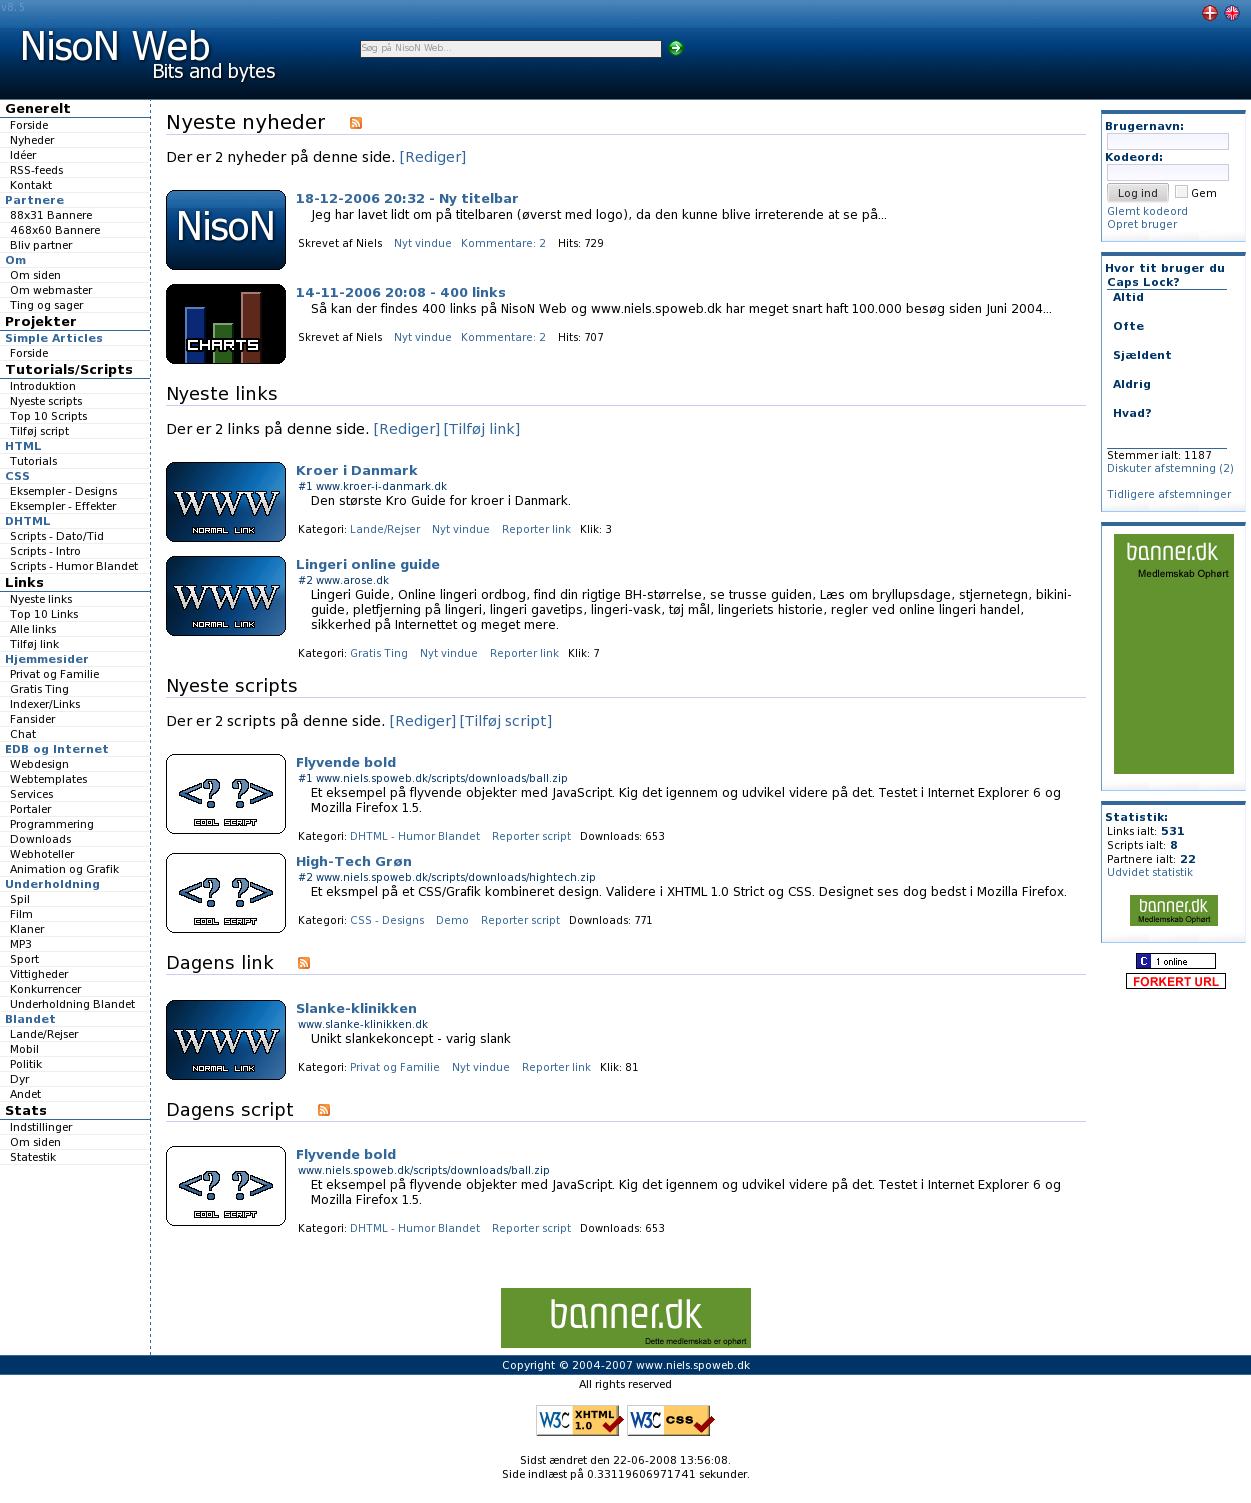 v8.5
NisoN Web
Bits and bytes
Søg på NisoN Web...
Generelt
Forside
Nyheder
Idéer
RSS-feeds
Kontakt
Partnere
88x31 Bannere
468x60 Bannere
Bliv partner
Om
Om siden
Om webmaster
Ting og sager
Projekter
Simple Articles
Forside
Tutorials/Scripts
Introduktion
Nyeste scripts
Top 10 Scripts
Tilføj script
HTML
Tutorials
CSS
Eksempler - Designs
Eksempler - Effekter
DHTML
Scripts - Dato/Tid
Scripts - Intro
Scripts - Humor Blandet
Links
Nyeste links
Top 10 Links
Alle links
Tilføj link
Hjemmesider
Privat og Familie
Gratis Ting
Indexer/Links
Fansider
Chat
EDB og Internet
Webdesign
Webtemplates
Services
Portaler
Programmering
Downloads
Webhoteller
Animation og Grafik
Underholdning
Spil
Film
Klaner
MP3
Sport
Vittigheder
Konkurrencer
Underholdning Blandet
Blandet
Lande/Rejser
Mobil
Politik
Dyr
Andet
Stats
Indstillinger
Om siden
Statestik
Nyeste nyheder
Der er 2 nyheder på denne side. [Rediger]
NisoN
18-12-2006 20:32 - Ny titelbar
Jeg har lavet lidt om på titelbaren (øverst med logo), da den kunne blive irreterende at se på...
Skrevet af Niels Nyt vindue Kommentare: 2 Hits: 729
CHARTS
14-11-2006 20:08 - 400 links
Så kan der findes 400 links på NisoN Web og www.niels.spoweb.dk har meget snart haft 100.000 besøg siden Juni 2004...
Skrevet af Niels Nyt vindue Kommentare: 2 Hits: 707
Nyeste links
Der er 2 links på denne side. [Rediger] [Tilføj link]
WWW
NORMAL LINK
Kroer i Danmark
#1 www.kroer-i-danmark.dk
Den største Kro Guide for kroer i Danmark.
Kategori: Lande/Rejser Nyt vindue Reporter link Klik: 3
WWW
NORMAL LINK
Lingeri online guide
#2 www.arose.dk
Lingeri Guide, Online lingeri ordbog, find din rigtige BH-størrelse, se trusse guiden, Læs om bryllupsdage, stjernetegn, bikini-
guide, pletfjerning på lingeri, lingeri gavetips, lingeri-vask, tøj mål, lingeriets historie, regler ved online lingeri handel,
sikkerhed på Internettet og meget mere.
Kategori: Gratis Ting Nyt vindue Reporter link Klik: 7
Nyeste scripts
Der er 2 scripts på denne side. [Rediger] [Tilføj script]
<? ?>
COOL SCRIPT
Flyvende bold
#1 www.niels.spoweb.dk/scripts/downloads/ball.zip
Et eksempel på flyvende objekter med JavaScript. Kig det igennem og udvikel videre på det. Testet i Internet Explorer 6 og
Mozilla Firefox 1.5.
Kategori: DHTML - Humor Blandet Reporter script Downloads: 653
<? ?>
COOL SCRIPT
High-Tech Grøn
#2 www.niels.spoweb.dk/scripts/downloads/hightech.zip
Et eksmpel på et CSS/Grafik kombineret design. Validere i XHTML 1.0 Strict og CSS. Designet ses dog bedst i Mozilla Firefox.
Kategori: CSS - Designs Demo Reporter script Downloads: 771
Dagens link
WWW
NORMAL LINK
Slanke-klinikken
www.slanke-klinikken.dk
Unikt slankekoncept - varig slank
Kategori: Privat og Familie Nyt vindue Reporter link Klik: 81
Dagens script
<? ?>
COOL SCRIPT
Flyvende bold
www.niels.spoweb.dk/scripts/downloads/ball.zip
Et eksempel på flyvende objekter med JavaScript. Kig det igennem og udvikel videre på det. Testet i Internet Explorer 6 og
Mozilla Firefox 1.5.
Kategori: DHTML - Humor Blandet Reporter script Downloads: 653
Brugernavn:
Kodeord:
Log ind Gem
Glemt kodeord
Opret bruger
Hvor tit bruger du
Caps Lock?
Altid
Ofte
Sjældent
Aldrig
Hvad?
Stemmer ialt: 1187
Diskuter afstemning (2)
Tidligere afstemninger
banner.dk
Medlemskab Ophørt
Statistik:
Links ialt: 531
Scripts ialt: 8
Partnere ialt: 22
Udvidet statistik
banner.dk
Medlemskab Ophørt
C 1 online
FORKERT URL
banner.dk
Dette medlemskab er ophørt
Copyright © 2004-2007 www.niels.spoweb.dk
All rights reserved
W3C XHTML 1.0
W3C CSS
Sidst ændret den 22-06-2008 13:56:08.
Side indlæst på 0.33119606971741 sekunder.